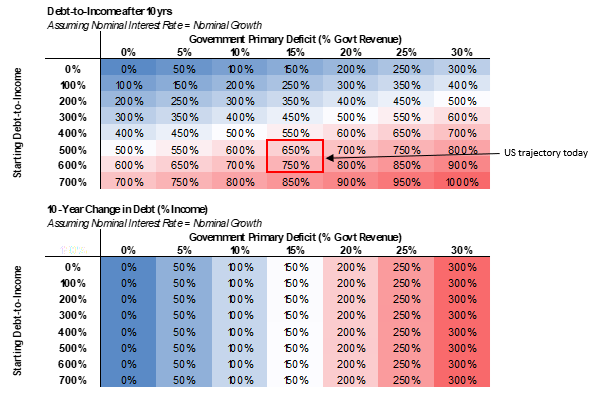 Debt-to-Income after 10 yrs
Assuming Nominal Interest Rate = Nominal Growth
Government Primary Deficit (% Govt Revenue)
0% 5% 10% 15% 20% 25% 30%
Starting Debt-to-Income
0% 0% 50% 100% 150% 200% 250% 300%
100% 100% 150% 200% 250% 300% 350% 400%
200% 200% 250% 300% 350% 400% 450% 500%
300% 300% 350% 400% 450% 500% 550% 600%
400% 400% 450% 500% 550% 600% 650% 700%
500% 500% 550% 600% 650% 700% 750% 800%
600% 600% 650% 700% 750% 800% 850% 900%
700% 700% 750% 800% 850% 900% 950% 1000%
US trajectory today
10-Year Change in Debt (% Income)
Assuming Nominal Interest Rate = Nominal Growth
Government Primary Deficit (% Govt Revenue)
0% 5% 10% 15% 20% 25% 30%
Starting Debt-to-Income
0% 0% 50% 100% 150% 200% 250% 300%
100% 0% 50% 100% 150% 200% 250% 300%
200% 0% 50% 100% 150% 200% 250% 300%
300% 0% 50% 100% 150% 200% 250% 300%
400% 0% 50% 100% 150% 200% 250% 300%
500% 0% 50% 100% 150% 200% 250% 300%
600% 0% 50% 100% 150% 200% 250% 300%
700% 0% 50% 100% 150% 200% 250% 300%